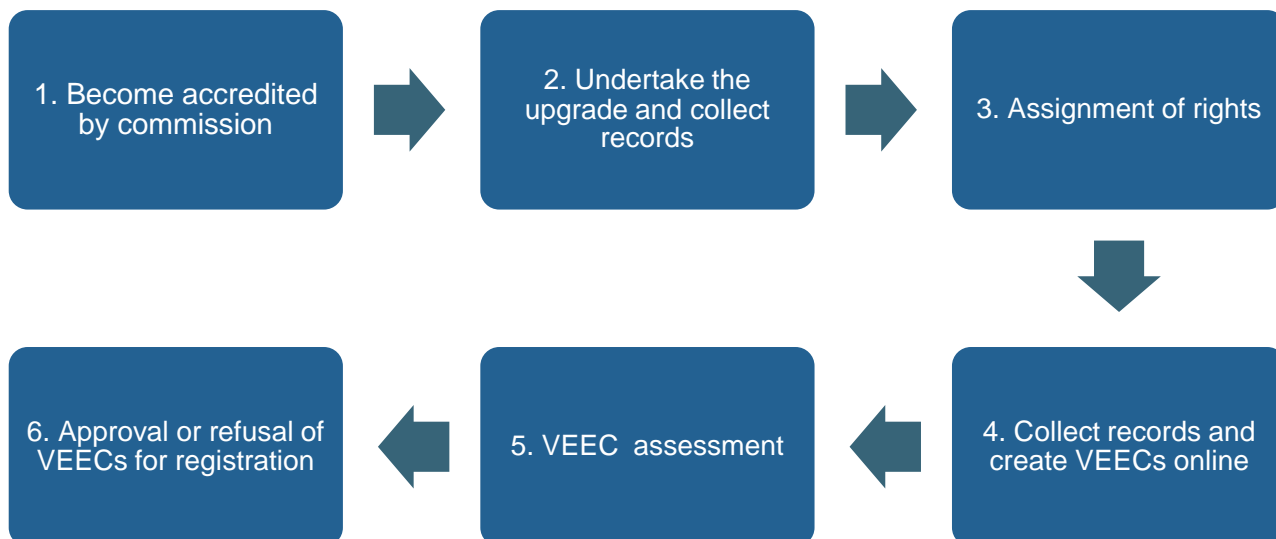 1. Become accredited
by commission
2. Undertake the
upgrade and collect
records
3. Assignment of rights
4. Collect records and
create VEECs online
5. VEEC assessment
6. Approval or refusal of
VEECs for registration